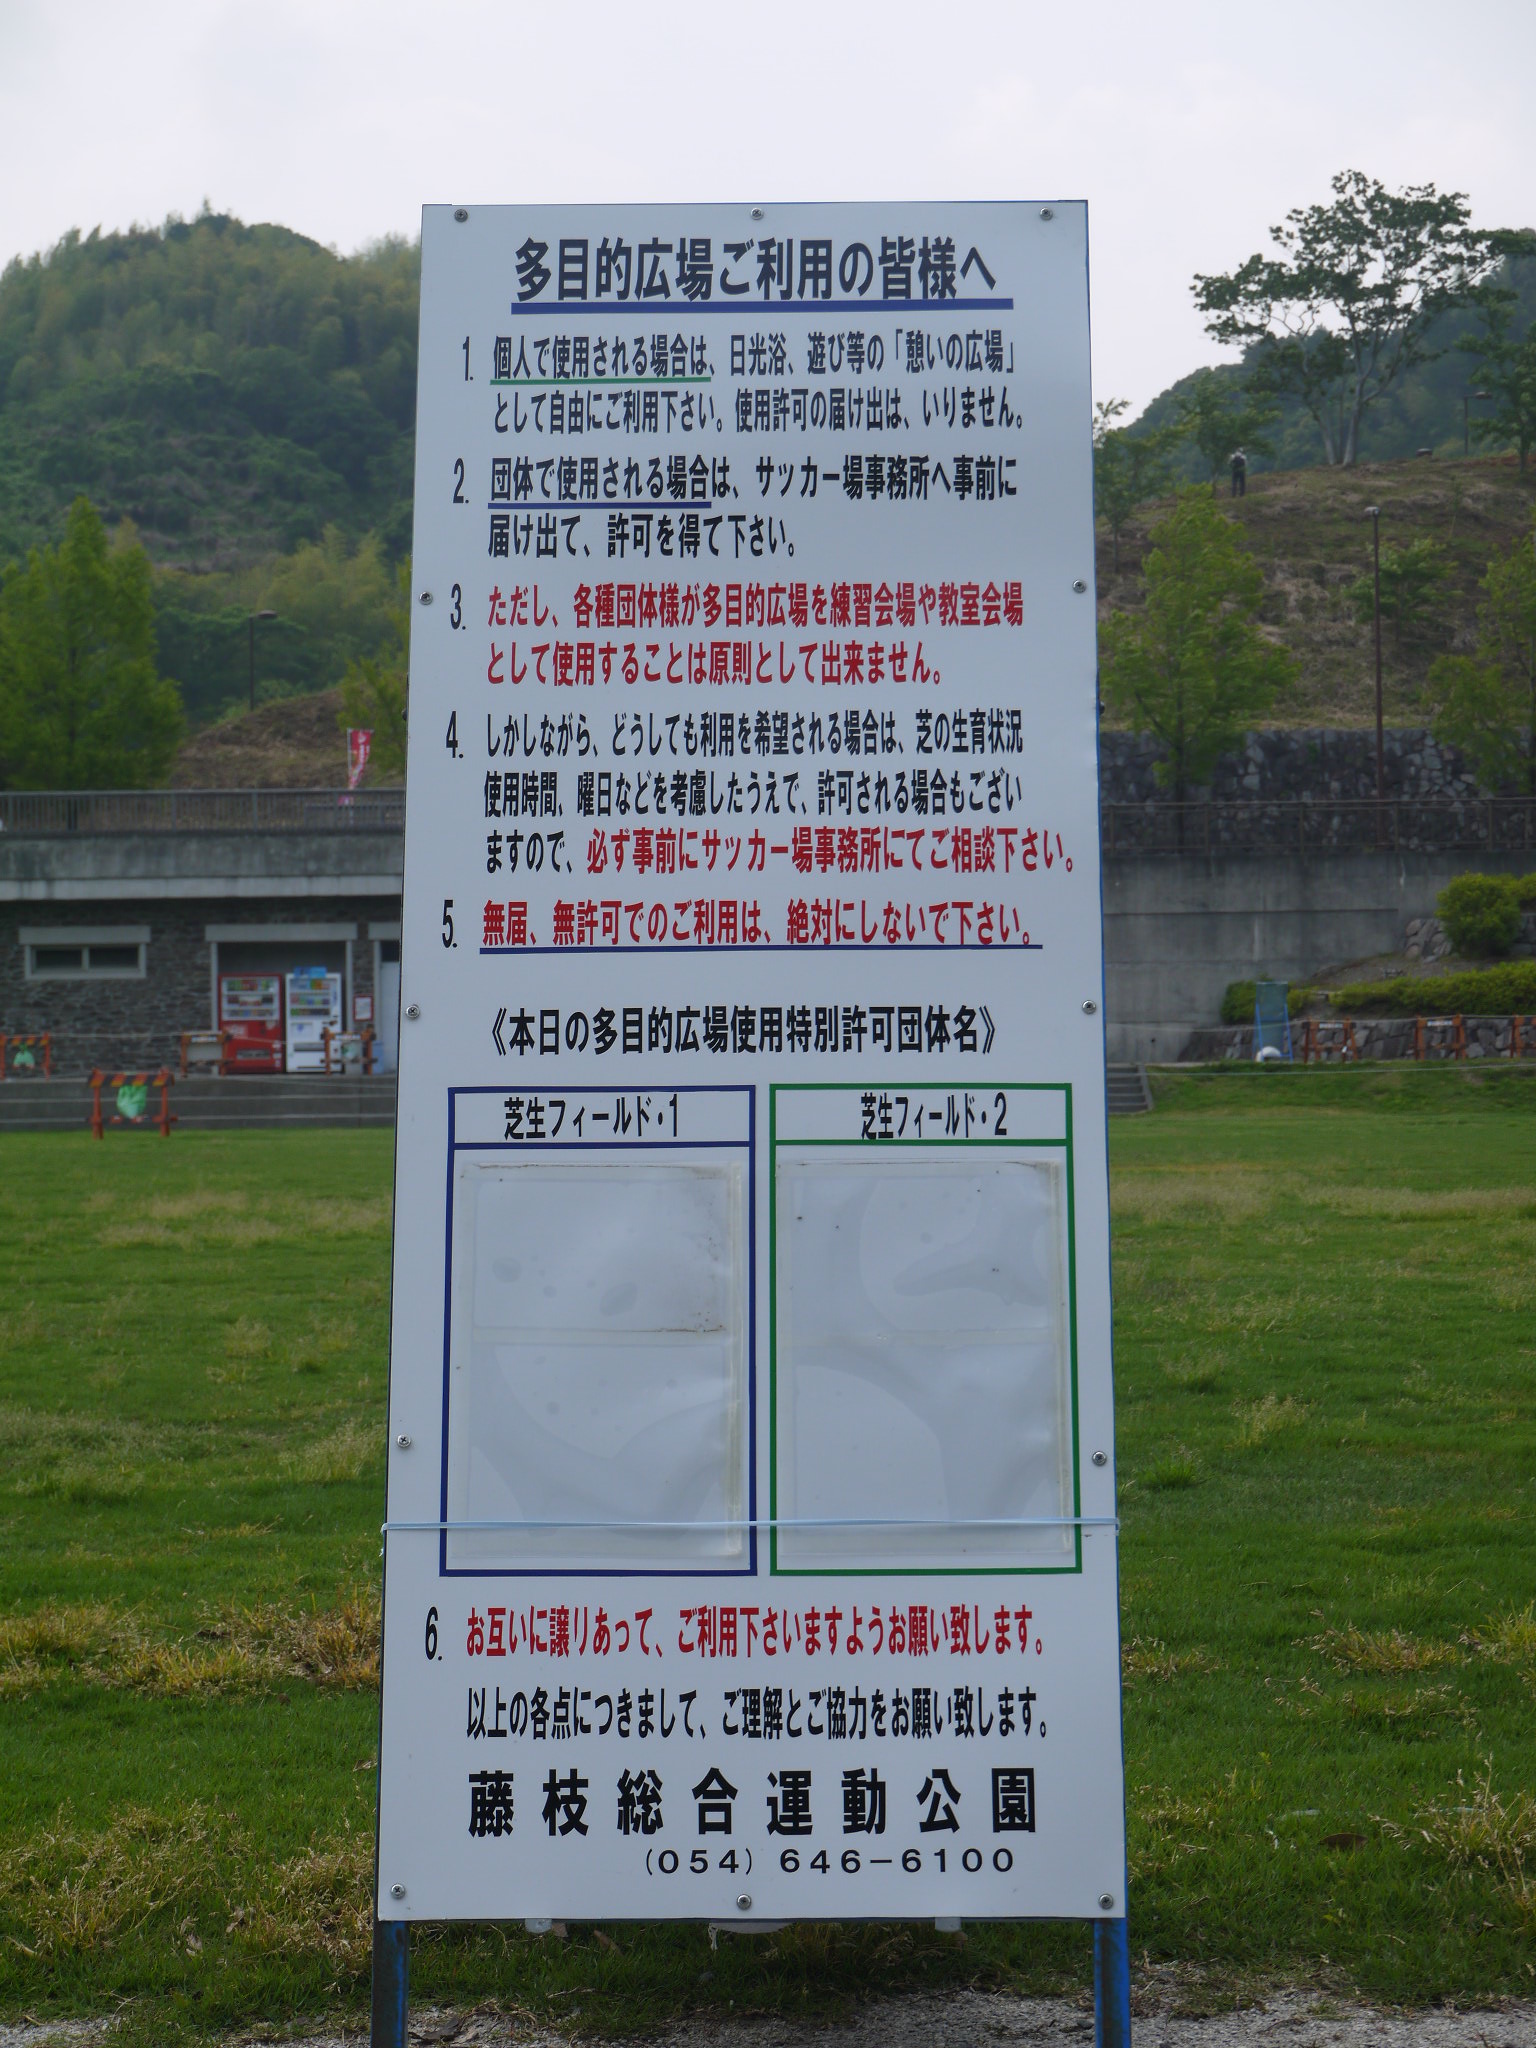 多目的広場ご利用の皆様へ
1. 個人で使用される場合は、日光浴、遊び等の「憩いの広場」
として自由にご利用下さい。使用許可の届け出は、いりません。
2. 団体で使用される場合は、サッカー場事務所へ事前に
届け出て、許可を得て下さい。
3. ただし、各種団体様が多目的広場を練習会場や教室会場
として使用することは原則として出来ません。
4. しかしながら、どうしても利用を希望される場合は、芝の生育状況
使用時間、曜日などを考慮したうえで、許可される場合もござい
ますので、必ず事前にサッカー場事務所にてご相談下さい。
5. 無届、無許可でのご利用は、絶対にしないで下さい。
《本日の多目的広場使用特別許可団体名》
芝生フィールド・1
芝生フィールド・2
6. お互いに譲りあって、ご利用下さいますようお願い致します。
以上の各点につきまして、ご理解とご協力をお願い致します。
藤枝総合運動公園
(054) 646-6100